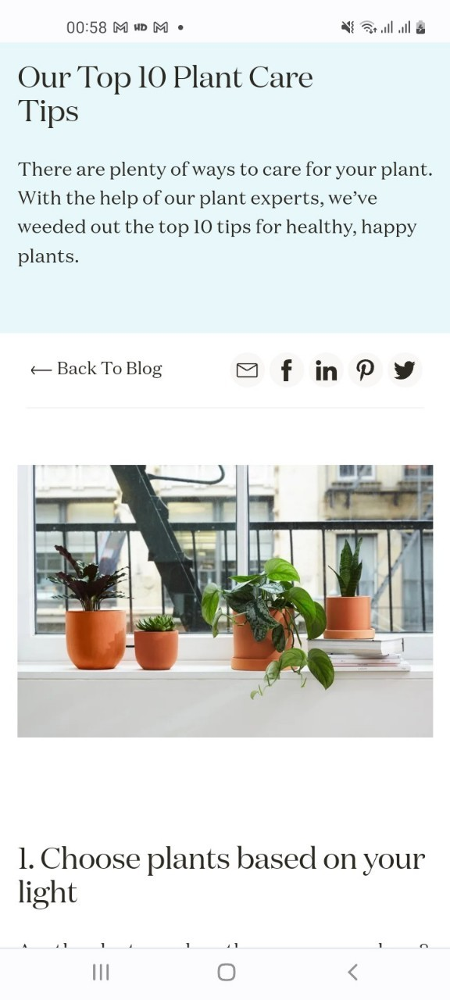 00:58
Our Top 10 Plant Care
Tips
There are plenty of ways to care for your plant.
With the help of our plant experts, we’ve
weeded out the top 10 tips for healthy, happy
plants.
Back To Blog
1. Choose plants based on your
light